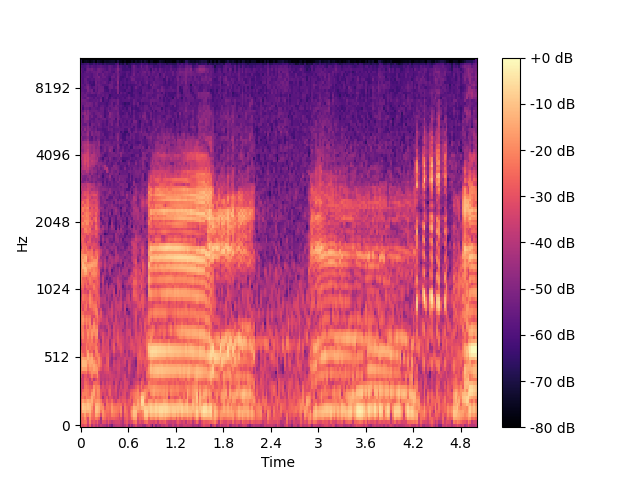 8192
4096
2048
1024
512
0
Hz
0 0.6 1.2 1.8 2.4 3 3.6 4.2 4.8
Time
+0 dB
-10 dB
-20 dB
-30 dB
-40 dB
-50 dB
-60 dB
-70 dB
-80 dB